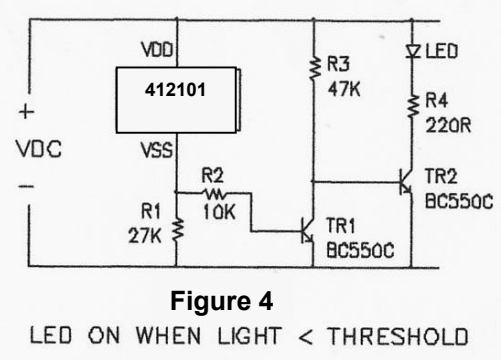 VDD
412101
VSS
+
VDC
−
R1
27K
R2
10K
R3
47K
TR1
BC550C
LED
R4
220R
TR2
BC550C
Figure 4
LED ON WHEN LIGHT < THRESHOLD